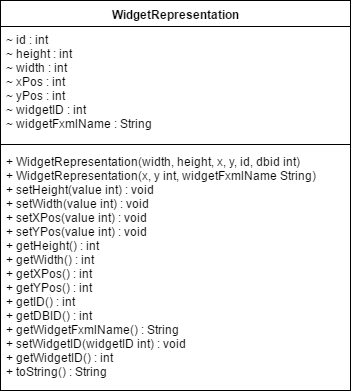 WidgetRepresentation
~ id : int
~ height : int
~ width : int
~ xPos : int
~ yPos : int
~ widgetID : int
~ widgetFxmlName : String
+ WidgetRepresentation(width, height, x, y, id, dbid int)
+ WidgetRepresentation(x, y int, widgetFxmlName String)
+ setHeight(value int) : void
+ setWidth(value int) : void
+ setXPos(value int) : void
+ setYPos(value int) : void
+ getHeight() : int
+ getWidth() : int
+ getXPos() : int
+ getYPos() : int
+ getID() : int
+ getDBID() : int
+ getWidgetFxmlName() : String
+ setWidgetID(widgetID int) : void
+ getWidgetID() : int
+ toString() : String